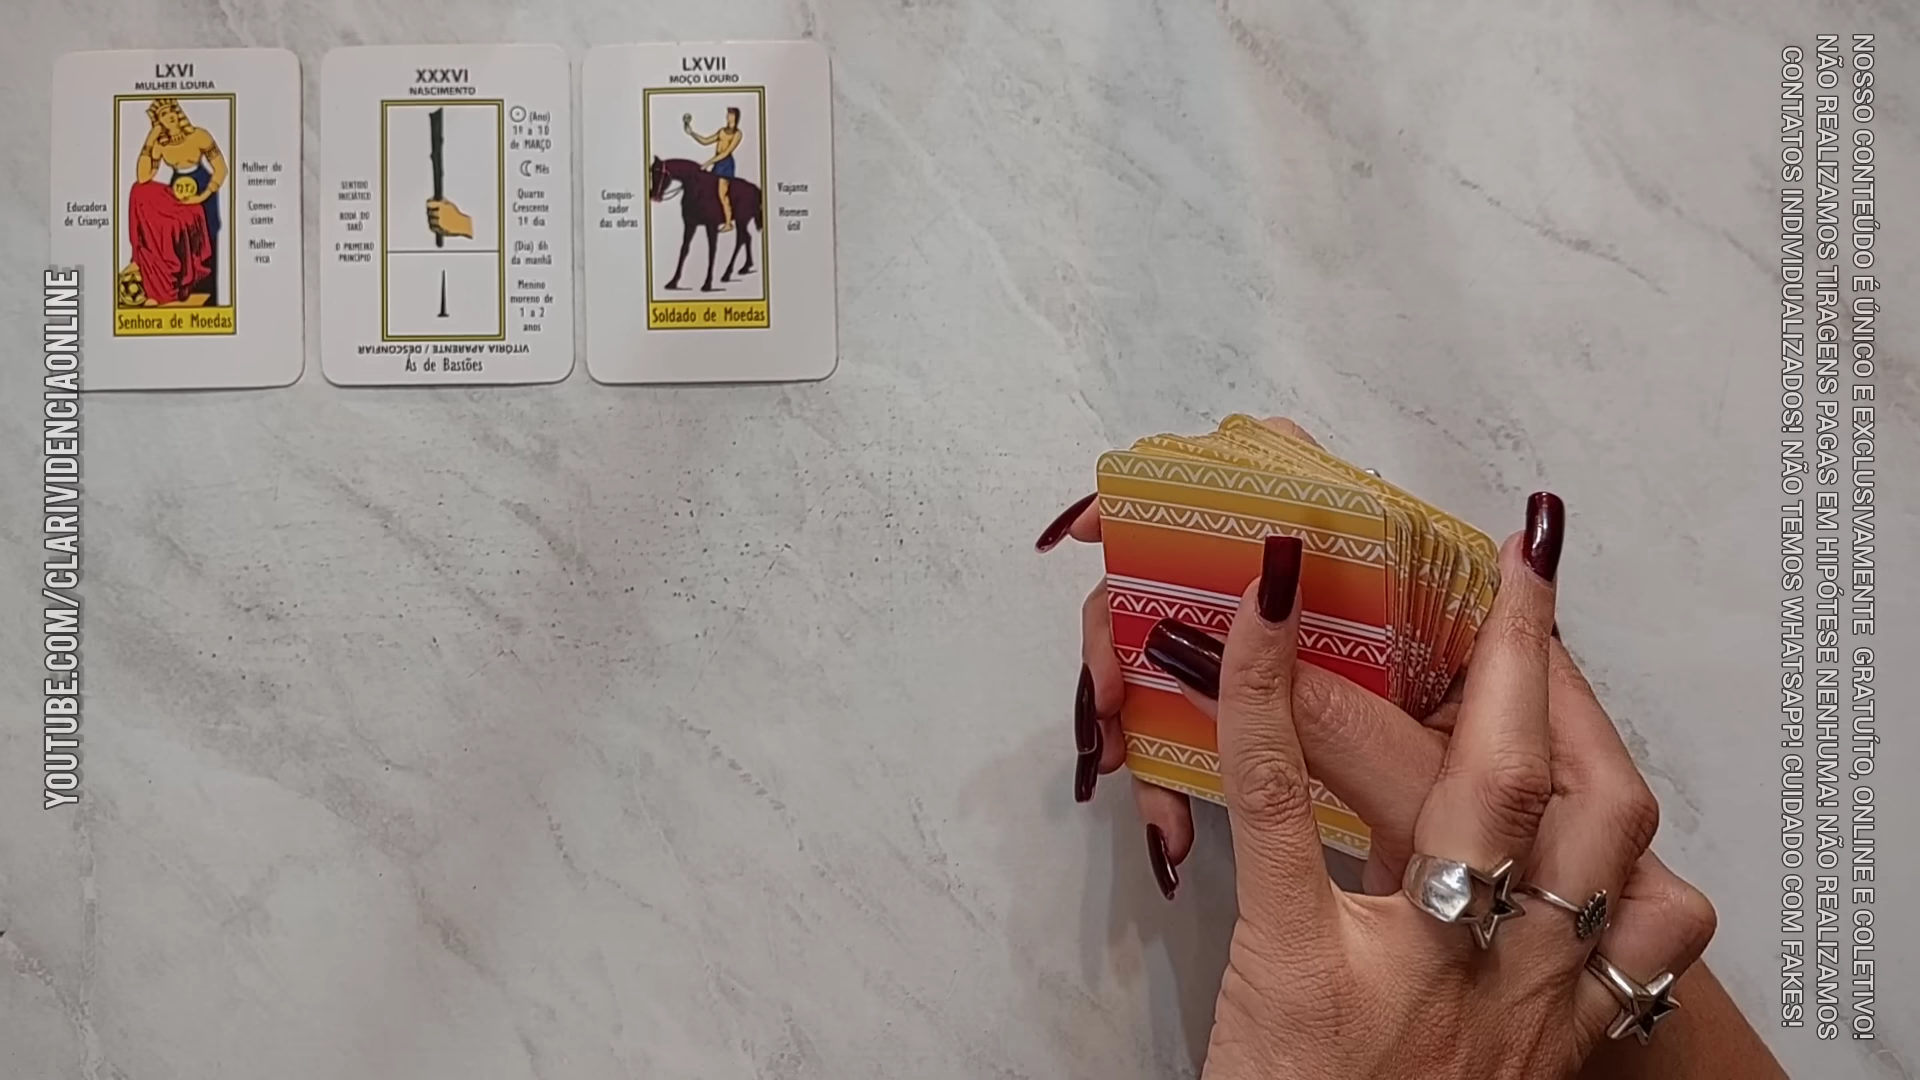 LXVI
MULHER LOURA
Educadora
de Crianças
Mulher do
interior
Comer-
ciante
Mulher
rica
Senhora de Moedas
XXXVI
NASCIMENTO
SENTIDO
INICIÁTICO
RODA DO
TARÔ
O PRIMEIRO
PRINCÍPIO
(Ano)
1º a 10
de MARÇO
Mês
Quarto
Crescente
1º dia
(Dia) 6h
da manhã
Menino
moreno de
1 a 2
anos
VITÓRIA APARENTE / DESCONFIAR
Ás de Bastões
LXVII
MOÇO LOURO
Conquis-
tador
das obras
Viajante
Homem
útil
Soldado de Moedas
YOUTUBE.COM/CLARIVIDENCIAONLINE
NOSSO CONTEÚDO É ÚNICO E EXCLUSIVAMENTE GRATUÍTO, ONLINE E COLETIVO!
NÃO REALIZAMOS TIRAGENS PAGAS EM HIPÓTESE NENHUMA! NÃO REALIZAMOS
CONTATOS INDIVIDUALIZADOS! NÃO TEMOS WHATSAPP! CUIDADO COM FAKES!